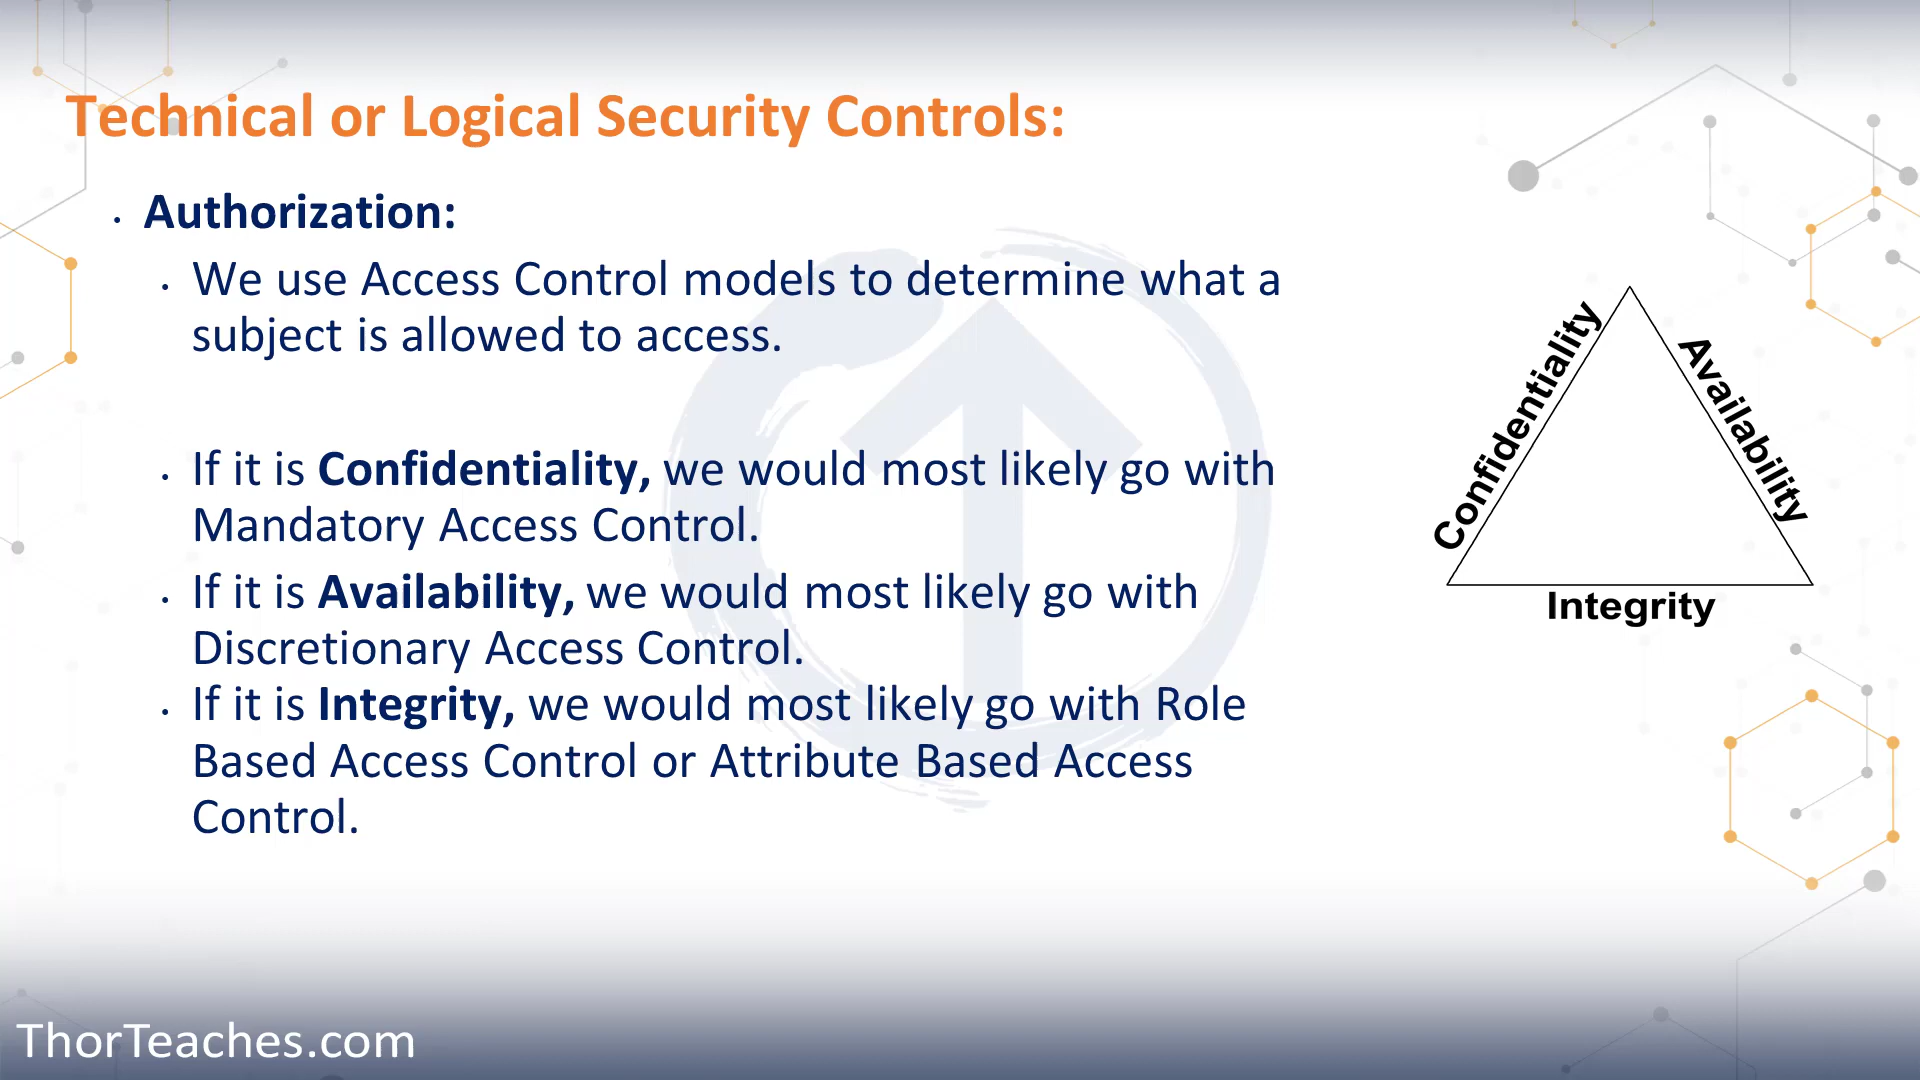 Technical or Logical Security Controls:
• Authorization:
• We use Access Control models to determine what a
subject is allowed to access.
• If it is Confidentiality, we would most likely go with
Mandatory Access Control.
• If it is Availability, we would most likely go with
Discretionary Access Control.
• If it is Integrity, we would most likely go with Role
Based Access Control or Attribute Based Access
Control.
Confidentiality
Availability
Integrity
ThorTeaches.com